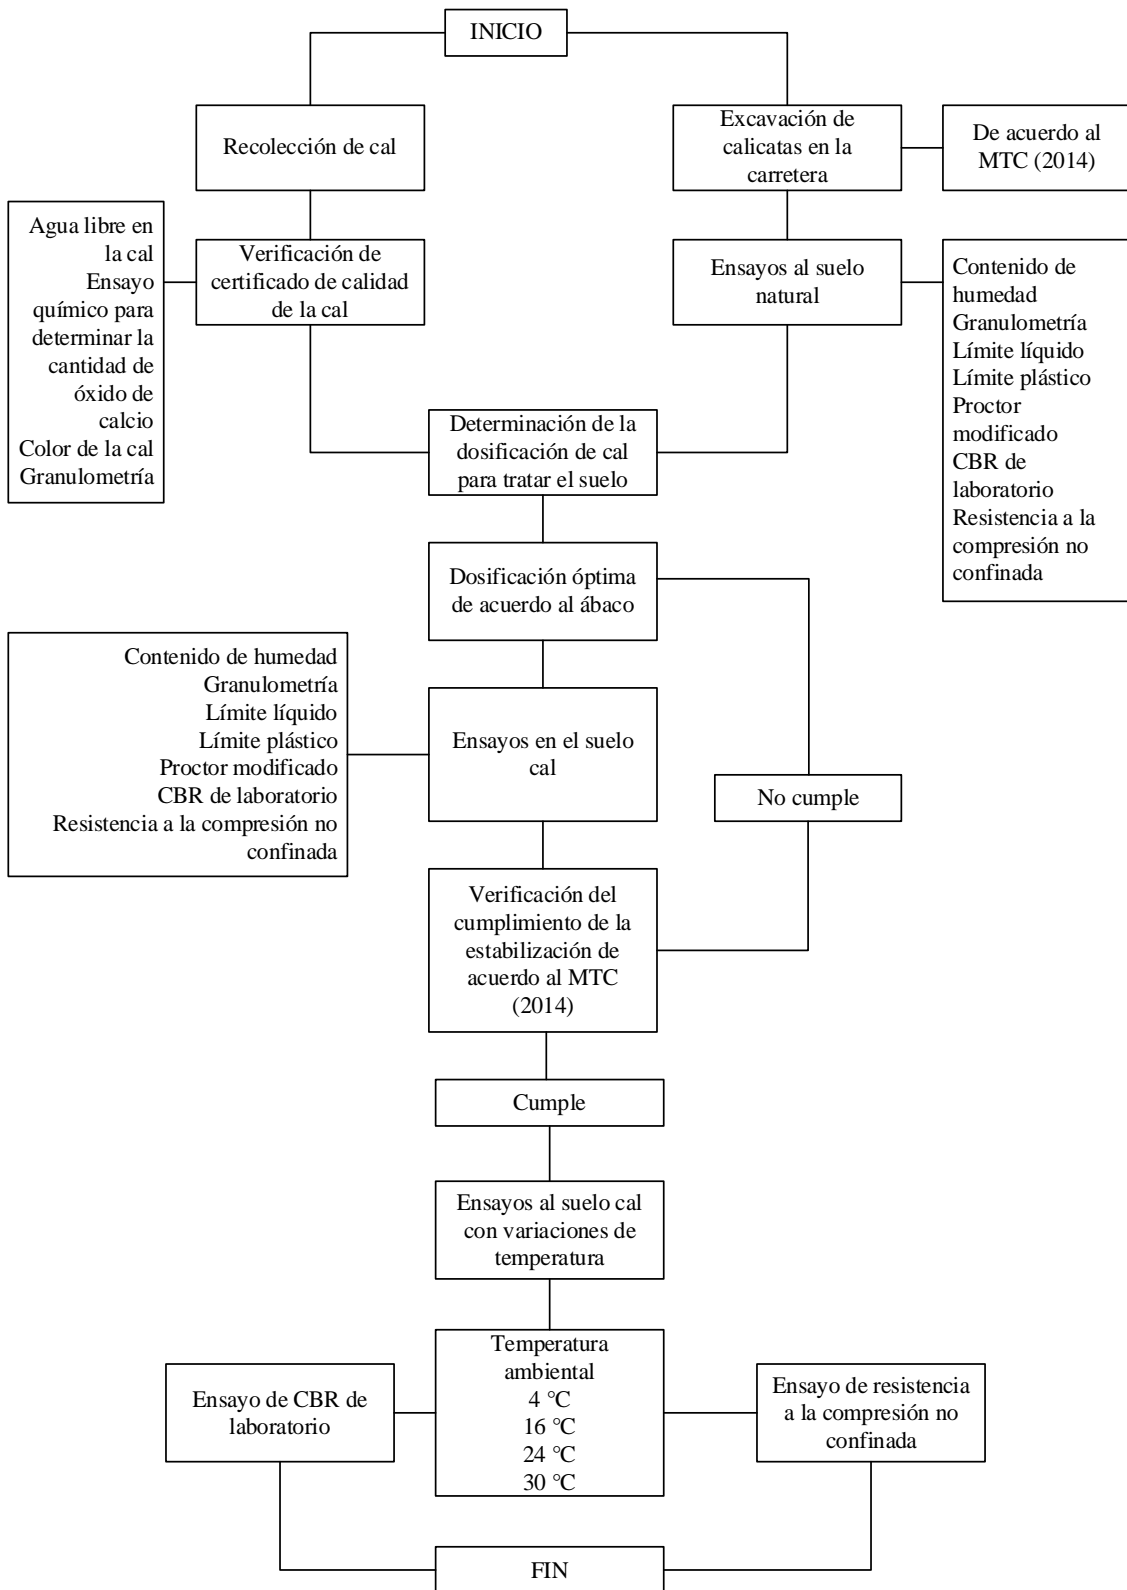 INICIO
Recolección de cal
Excavación de
calicatas en la
carretera
De acuerdo al
MTC (2014)
Agua libre en
la cal
Ensayo
químico para
determinar la
cantidad de
óxido de
calcio
Color de la cal
Granulometría
Verificación de
certificado de calidad
de la cal
Ensayos al suelo
natural
Contenido de
humedad
Granulometría
Límite líquido
Límite plástico
Proctor
modificado
CBR de
laboratorio
Resistencia a la
compresión no
confinada
Determinación de la
dosificación de cal
para tratar el suelo
Dosificación óptima
de acuerdo al ábaco
Contenido de humedad
Granulometría
Límite líquido
Límite plástico
Proctor modificado
CBR de laboratorio
Resistencia a la compresión no
confinada
Ensayos en el suelo
cal
No cumple
Verificación del
cumplimiento de la
estabilización de
acuerdo al MTC
(2014)
Cumple
Ensayos al suelo cal
con variaciones de
temperatura
Temperatura
ambiental
4 °C
16 °C
24 °C
30 °C
Ensayo de CBR de
laboratorio
Ensayo de resistencia
a la compresión no
confinada
FIN